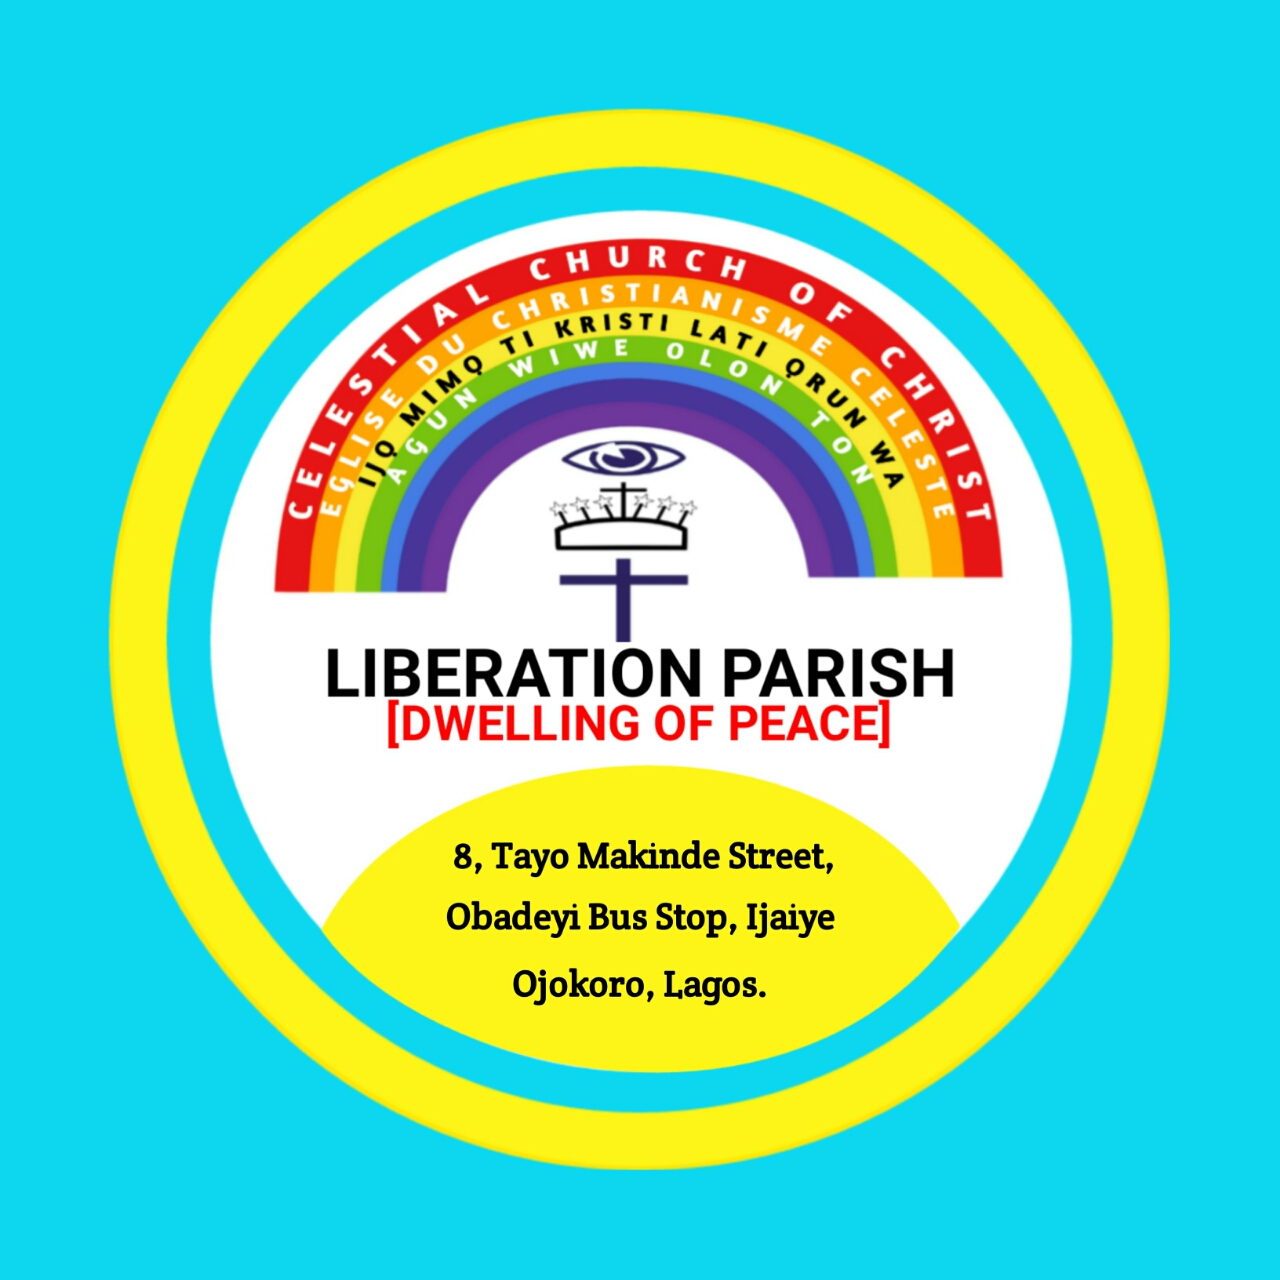 CELESTIAL CHURCH OF CHRIST
EGLISE DU CHRISTIANISME CELESTE
IJỌ MIMỌ TI KRISTI LATI ỌRUN WA
AGUN WIWE OLON TON
LIBERATION PARISH
[DWELLING OF PEACE]
8, Tayo Makinde Street,
Obadeyi Bus Stop, Ijaiye
Ojokoro, Lagos.